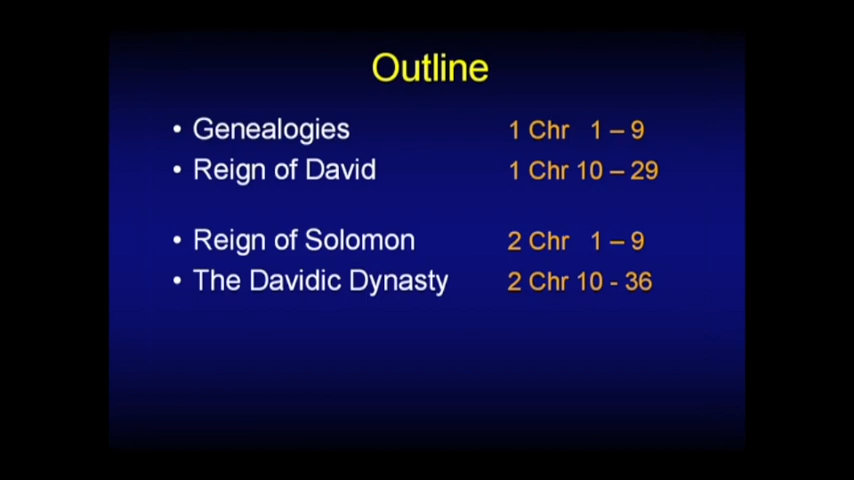 Outline
• Genealogies 1 Chr 1 – 9
• Reign of David 1 Chr 10 – 29
• Reign of Solomon 2 Chr 1 – 9
• The Davidic Dynasty 2 Chr 10 - 36